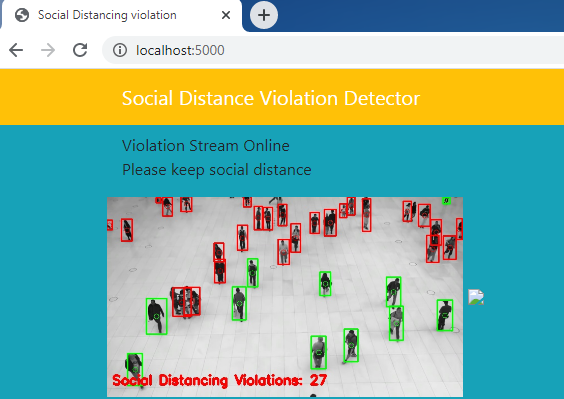 Social Distancing violation
localhost:5000
Social Distance Violation Detector
Violation Stream Online
Please keep social distance
Social Distancing Violations: 27